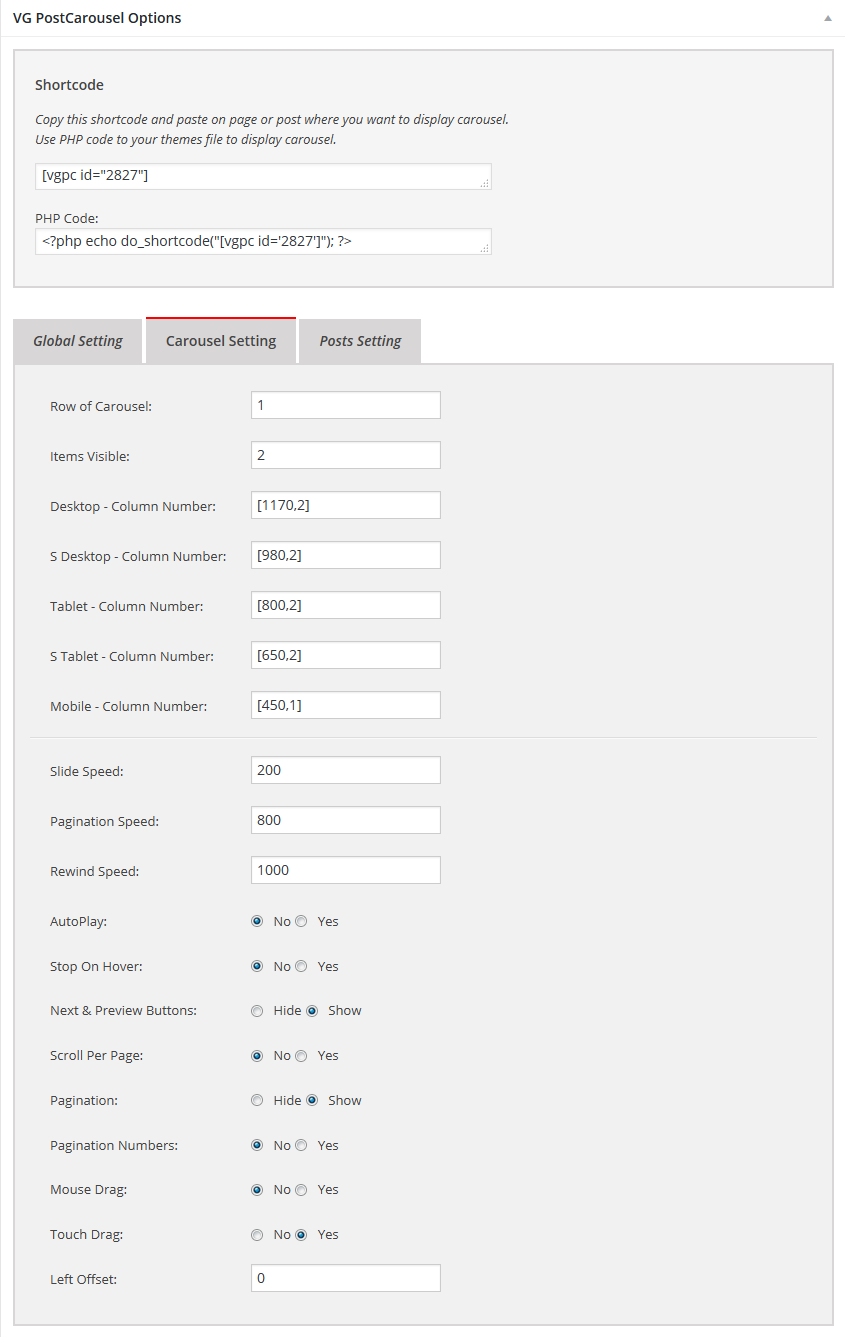 VG PostCarousel Options
Shortcode
Copy this shortcode and paste on page or post where you want to display carousel.
Use PHP code to your themes file to display carousel.
[vgpc id="2827"]
PHP Code:
<?php echo do_shortcode("[vgpc id='2827']"); ?>
Global Setting Carousel Setting Posts Setting
Row of Carousel: 1
Items Visible: 2
Desktop - Column Number: [1170,2]
S Desktop - Column Number: [980,2]
Tablet - Column Number: [800,2]
S Tablet - Column Number: [650,2]
Mobile - Column Number: [450,1]
Slide Speed: 200
Pagination Speed: 800
Rewind Speed: 1000
AutoPlay: No Yes
Stop On Hover: No Yes
Next & Preview Buttons: Hide Show
Scroll Per Page: No Yes
Pagination: Hide Show
Pagination Numbers: No Yes
Mouse Drag: No Yes
Touch Drag: No Yes
Left Offset: 0